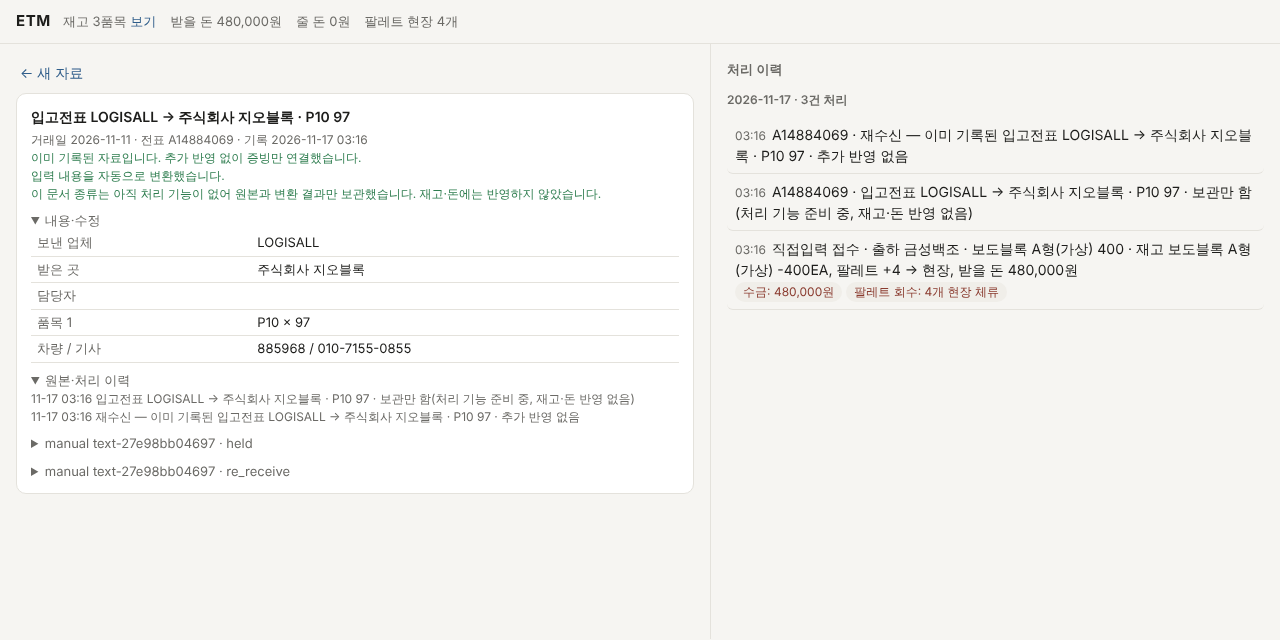 ETM 재고 3품목 보기 받을 돈 480,000원 줄 돈 0원 팔레트 현장 4개
← 새 자료
입고전표 LOGISALL → 주식회사 지오블록 · P10 97
거래일 2026-11-11 · 전표 A14884069 · 기록 2026-11-17 03:16
이미 기록된 자료입니다. 추가 반영 없이 증빙만 연결했습니다.
입력 내용을 자동으로 변환했습니다.
이 문서 종류는 아직 처리 기능이 없어 원본과 변환 결과만 보관했습니다. 재고·돈에는 반영하지 않았습니다.
▼ 내용·수정
보낸 업체 LOGISALL
받은 곳 주식회사 지오블록
담당자
품목 1 P10 × 97
차량 / 기사 885968 / 010-7155-0855
▼ 원본·처리 이력
11-17 03:16 입고전표 LOGISALL → 주식회사 지오블록 · P10 97 · 보관만 함(처리 기능 준비 중, 재고·돈 반영 없음)
11-17 03:16 재수신 — 이미 기록된 입고전표 LOGISALL → 주식회사 지오블록 · P10 97 · 추가 반영 없음
▶ manual text-27e98bb04697 · held
▶ manual text-27e98bb04697 · re_receive
처리 이력
2026-11-17 · 3건 처리
03:16 A14884069 · 재수신 — 이미 기록된 입고전표 LOGISALL → 주식회사 지오블
록 · P10 97 · 추가 반영 없음
03:16 A14884069 · 입고전표 LOGISALL → 주식회사 지오블록 · P10 97 · 보관만 함
(처리 기능 준비 중, 재고·돈 반영 없음)
03:16 직접입력 접수 · 출하 금성백조 · 보도블록 A형(가상) 400 · 재고 보도블록 A형
(가상) -400EA, 팔레트 +4 → 현장, 받을 돈 480,000원
수금: 480,000원 팔레트 회수: 4개 현장 체류